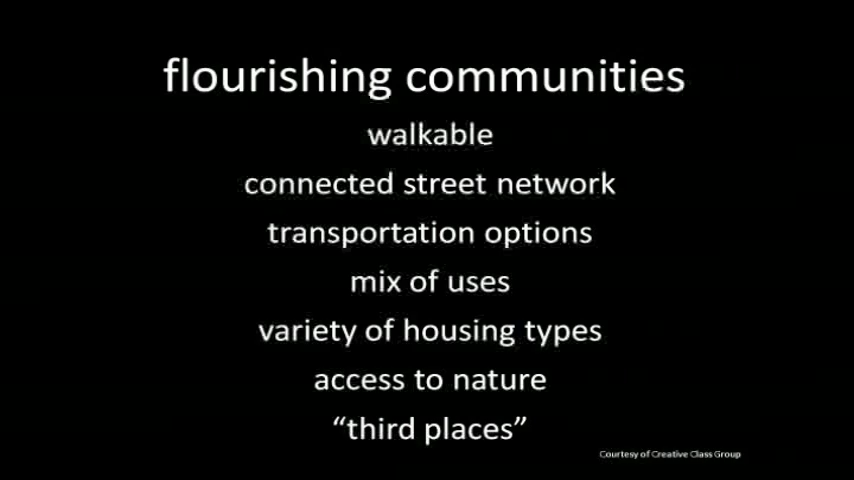 flourishing communities
walkable
connected street network
transportation options
mix of uses
variety of housing types
access to nature
“third places”
Courtesy of Creative Class Group